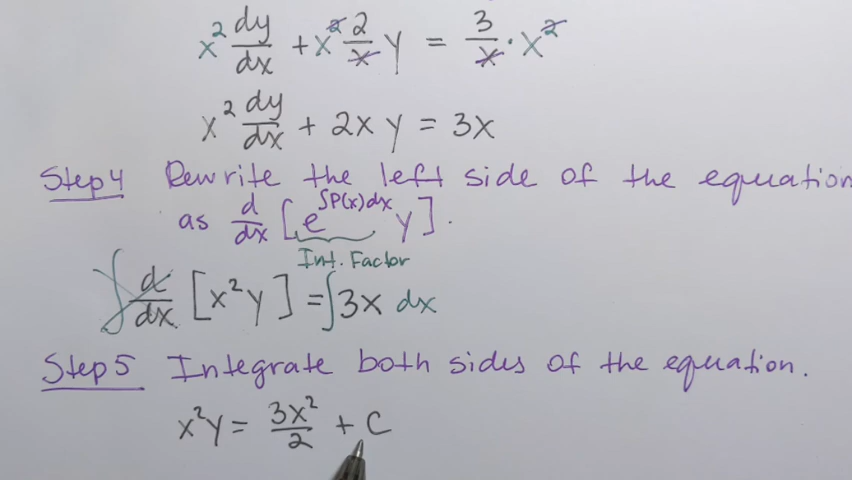 x² dy/dx + x² 2/x y = 3/x · x²
x² dy/dx + 2x y = 3x
Step 4 Rewrite the left side of the equation
as d/dx [e^∫P(x)dx y].
Int. Factor
∫ d/dx [x²y] = ∫3x dx
Step 5 Integrate both sides of the equation.
x²y = 3x²/2 + C